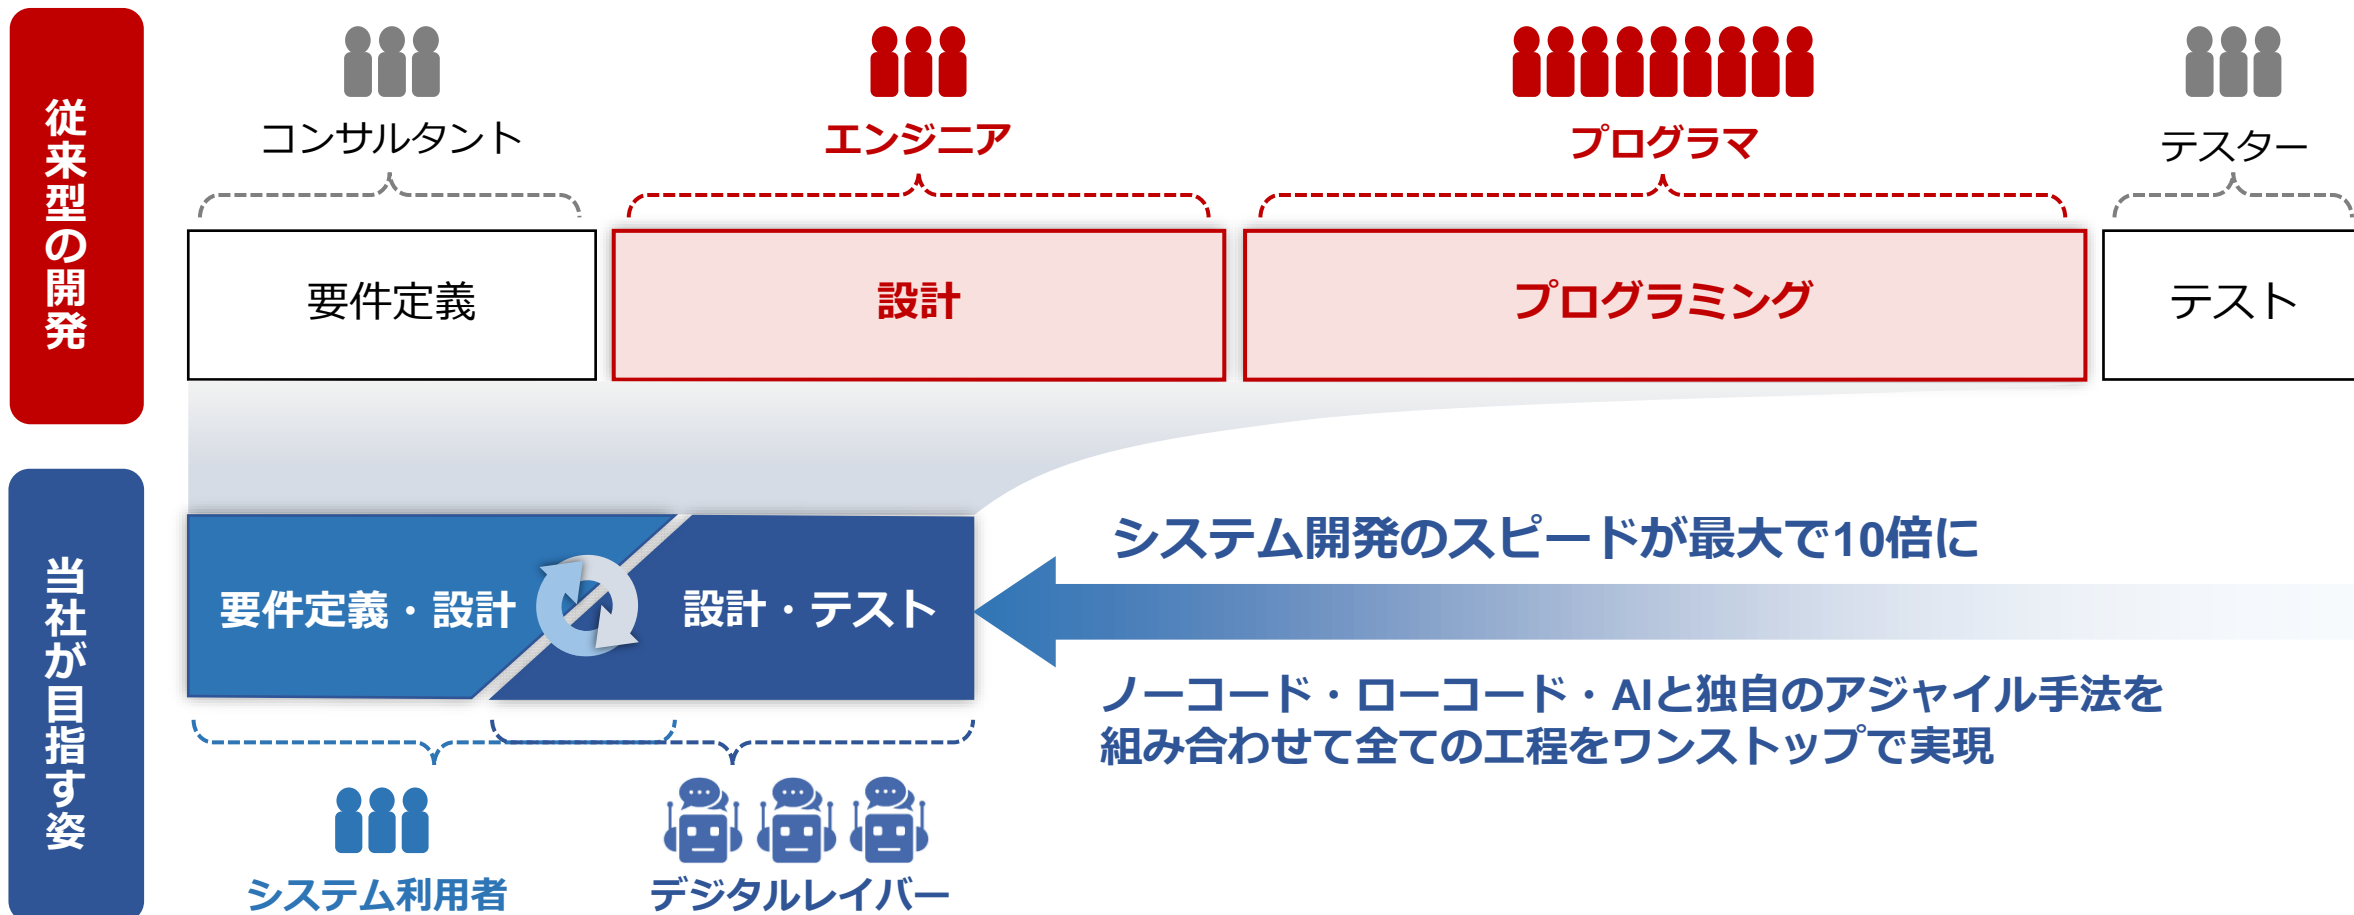 従来型の開発
コンサルタント
エンジニア
プログラマ
テスター
要件定義
設計
プログラミング
テスト
当社が目指す姿
要件定義・設計
設計・テスト
システム開発のスピードが最大で10倍に
ノーコード・ローコード・AIと独自のアジャイル手法を
組み合わせて全ての工程をワンストップで実現
システム利用者
デジタルレイバー